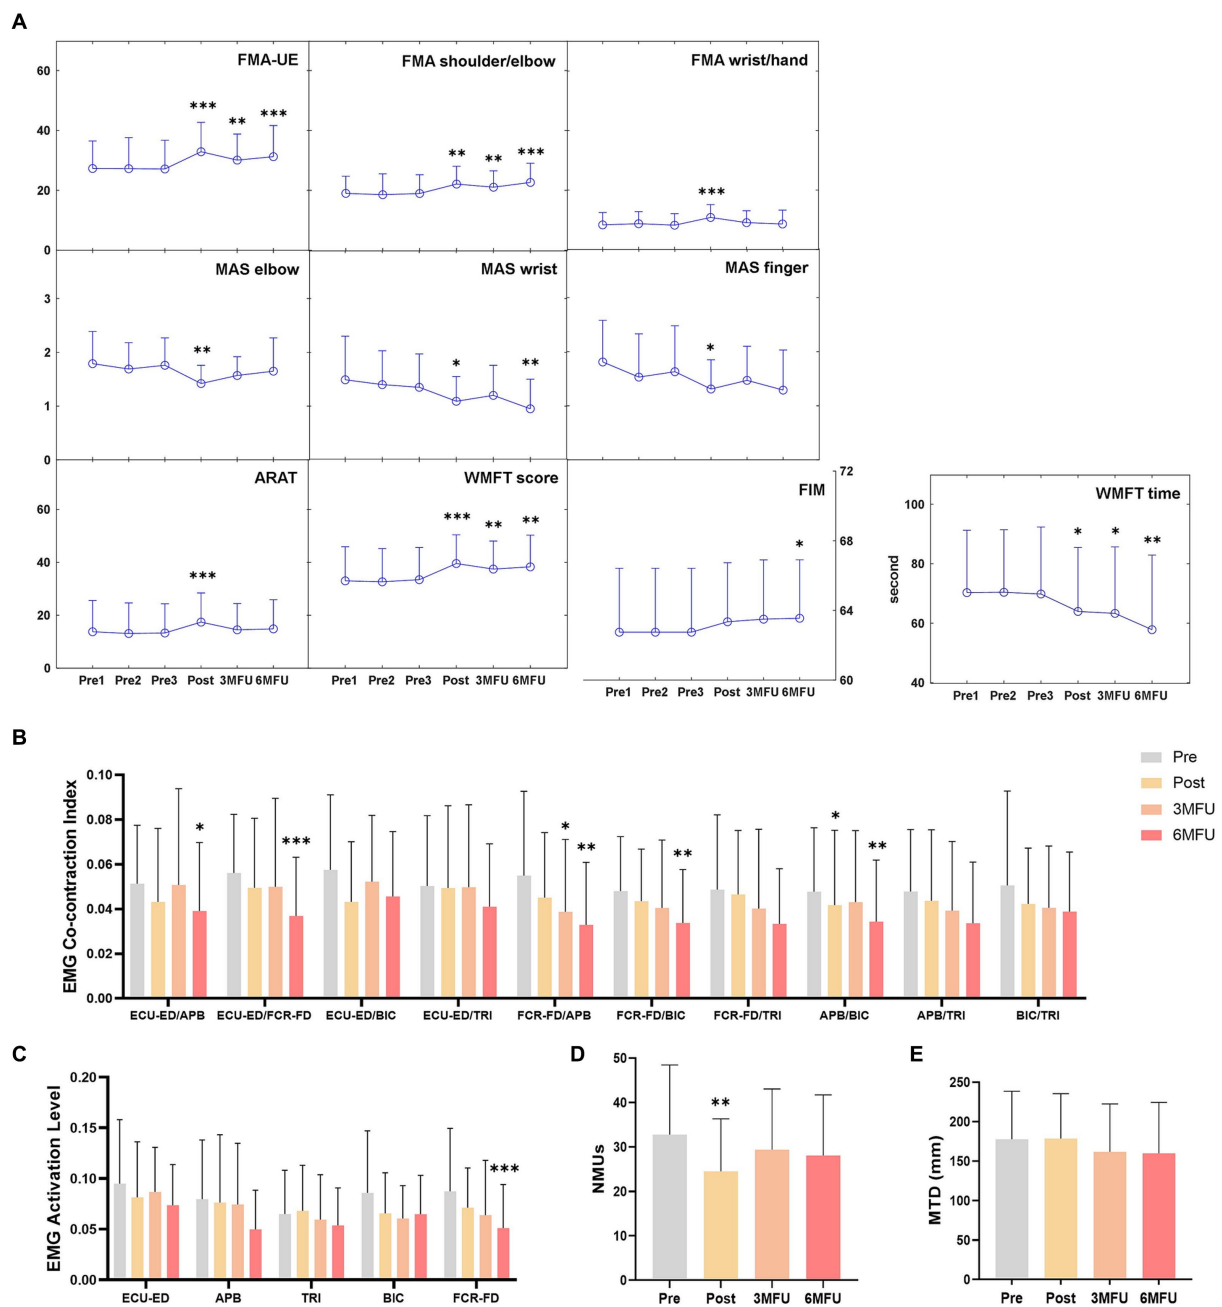 A
FMA-UE
FMA shoulder/elbow
FMA wrist/hand
60
40
20
0
*** ** ***
** ** ***
***
MAS elbow
MAS wrist
MAS finger
3
2
1
0
**
* **
*
ARAT
WMFT score
FIM
WMFT time
60
40
20
0
***
*** ** **
*
72
68
64
60
second
100
80
60
40
* * **
Pre1 Pre2 Pre3 Post 3MFU 6MFU
Pre1 Pre2 Pre3 Post 3MFU 6MFU
Pre1 Pre2 Pre3 Post 3MFU 6MFU
Pre1 Pre2 Pre3 Post 3MFU 6MFU
B
EMG Co-contraction Index
0.10
0.08
0.06
0.04
0.02
0.00
* *** * ** ** * **
ECU-ED/APB ECU-ED/FCR-FD ECU-ED/BIC ECU-ED/TRI FCR-FD/APB FCR-FD/BIC FCR-FD/TRI APB/BIC APB/TRI BIC/TRI
Pre
Post
3MFU
6MFU
C
EMG Activation Level
0.20
0.15
0.10
0.05
0.00
***
ECU-ED APB TRI BIC FCR-FD
D
NMUs
50
40
30
20
10
0
**
Pre Post 3MFU 6MFU
E
MTD (mm)
250
200
150
100
50
0
Pre Post 3MFU 6MFU